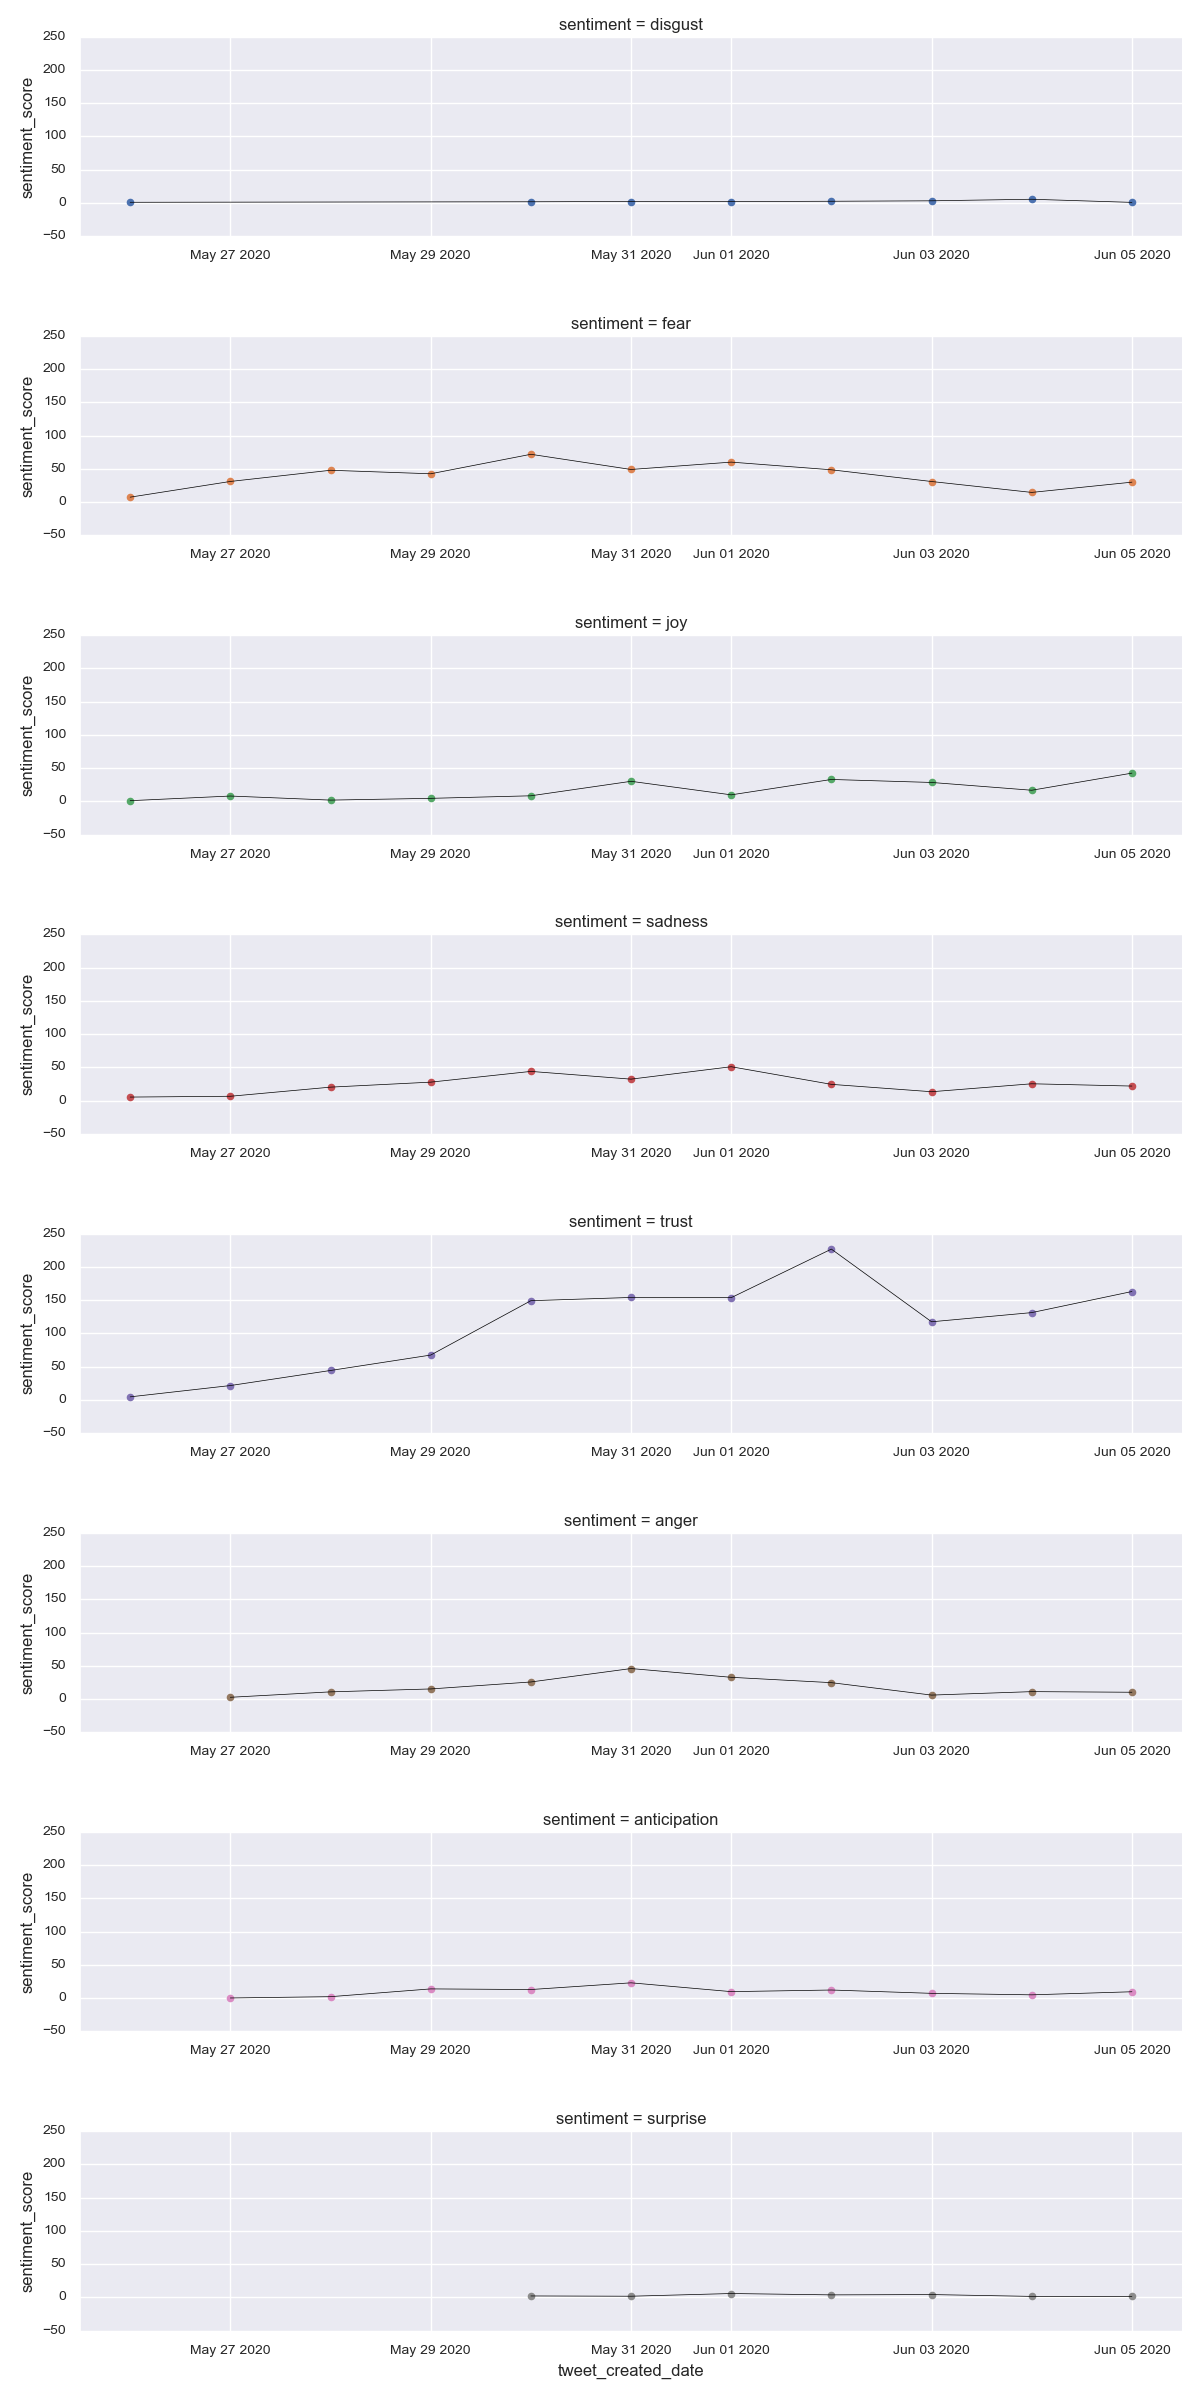 sentiment = disgust
250
200
150
100
50
0
−50
sentiment_score
May 27 2020 May 29 2020 May 31 2020 Jun 01 2020 Jun 03 2020 Jun 05 2020
sentiment = fear
250
200
150
100
50
0
−50
sentiment_score
May 27 2020 May 29 2020 May 31 2020 Jun 01 2020 Jun 03 2020 Jun 05 2020
sentiment = joy
250
200
150
100
50
0
−50
sentiment_score
May 27 2020 May 29 2020 May 31 2020 Jun 01 2020 Jun 03 2020 Jun 05 2020
sentiment = sadness
250
200
150
100
50
0
−50
sentiment_score
May 27 2020 May 29 2020 May 31 2020 Jun 01 2020 Jun 03 2020 Jun 05 2020
sentiment = trust
250
200
150
100
50
0
−50
sentiment_score
May 27 2020 May 29 2020 May 31 2020 Jun 01 2020 Jun 03 2020 Jun 05 2020
sentiment = anger
250
200
150
100
50
0
−50
sentiment_score
May 27 2020 May 29 2020 May 31 2020 Jun 01 2020 Jun 03 2020 Jun 05 2020
sentiment = anticipation
250
200
150
100
50
0
−50
sentiment_score
May 27 2020 May 29 2020 May 31 2020 Jun 01 2020 Jun 03 2020 Jun 05 2020
sentiment = surprise
250
200
150
100
50
0
−50
sentiment_score
May 27 2020 May 29 2020 May 31 2020 Jun 01 2020 Jun 03 2020 Jun 05 2020
tweet_created_date